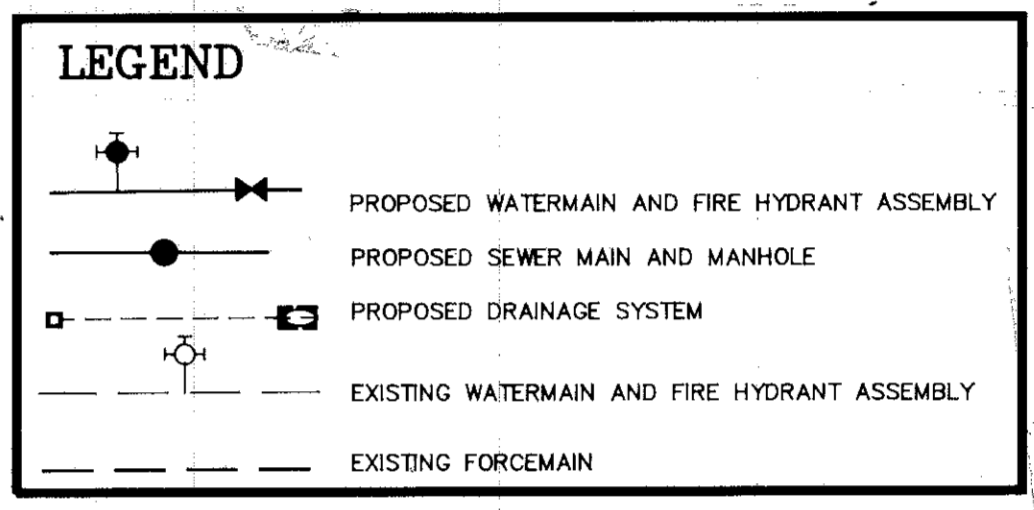 LEGEND
PROPOSED WATERMAIN AND FIRE HYDRANT ASSEMBLY
PROPOSED SEWER MAIN AND MANHOLE
PROPOSED DRAINAGE SYSTEM
EXISTING WATERMAIN AND FIRE HYDRANT ASSEMBLY
EXISTING FORCEMAIN